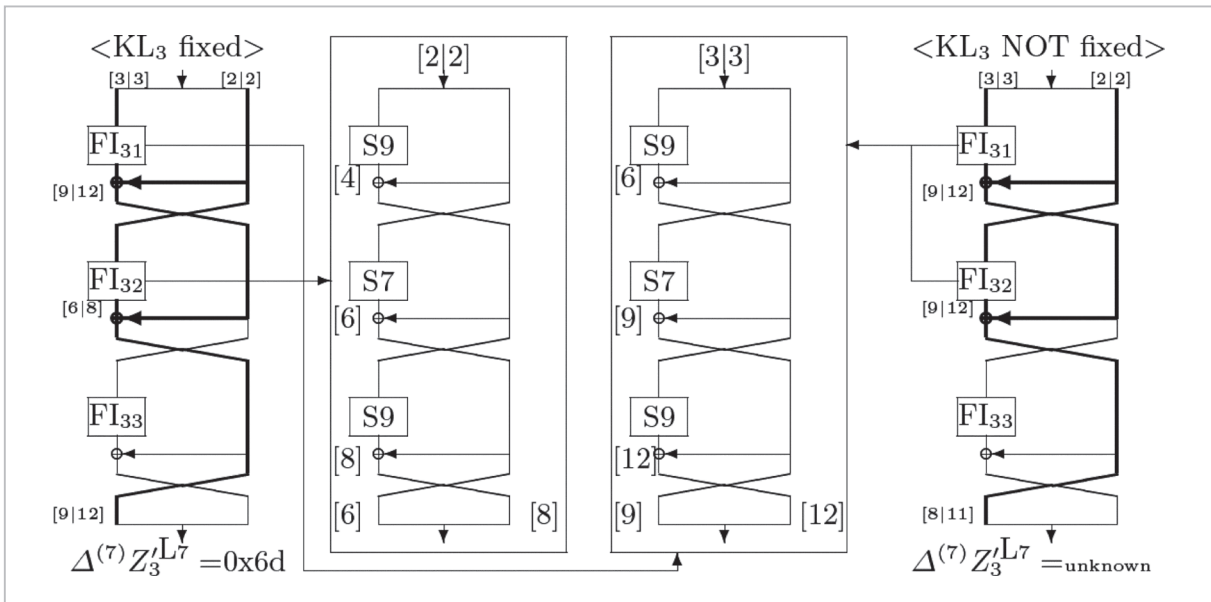 <KL₃ fixed>
[3|3] [2|2]
FI₃₁
[9|12]
FI₃₂
[6|8]
FI₃₃
[9|12]
Δ⁽⁷⁾Z′₃ᴸ⁷ =0x6d
[2|2]
S9
[4]
S7
[6]
S9
[8]
[6] [8]
[3|3]
S9
[6]
S7
[9]
S9
[12]
[9] [12]
<KL₃ NOT fixed>
[3|3] [2|2]
FI₃₁
[9|12]
FI₃₂
[9|12]
FI₃₃
[8|11]
Δ⁽⁷⁾Z′₃ᴸ⁷ =unknown